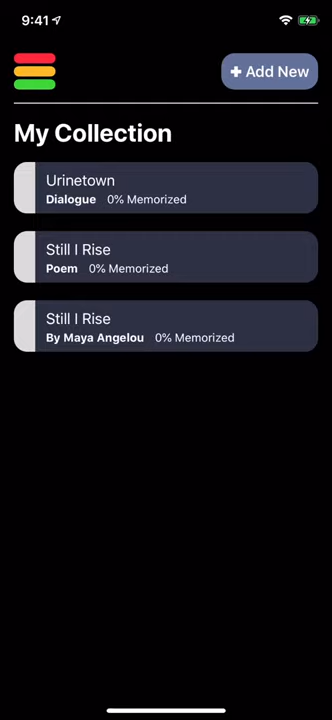 9:41
+ Add New
My Collection
Urinetown
Dialogue 0% Memorized
Still I Rise
Poem 0% Memorized
Still I Rise
By Maya Angelou 0% Memorized